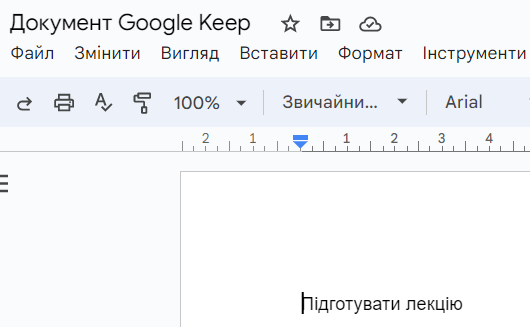 Документ Google Keep
Файл Змінити Вигляд Вставити Формат Інструменти
100% Звичайни... Arial
2 1 1 2 3 4
Підготувати лекцію